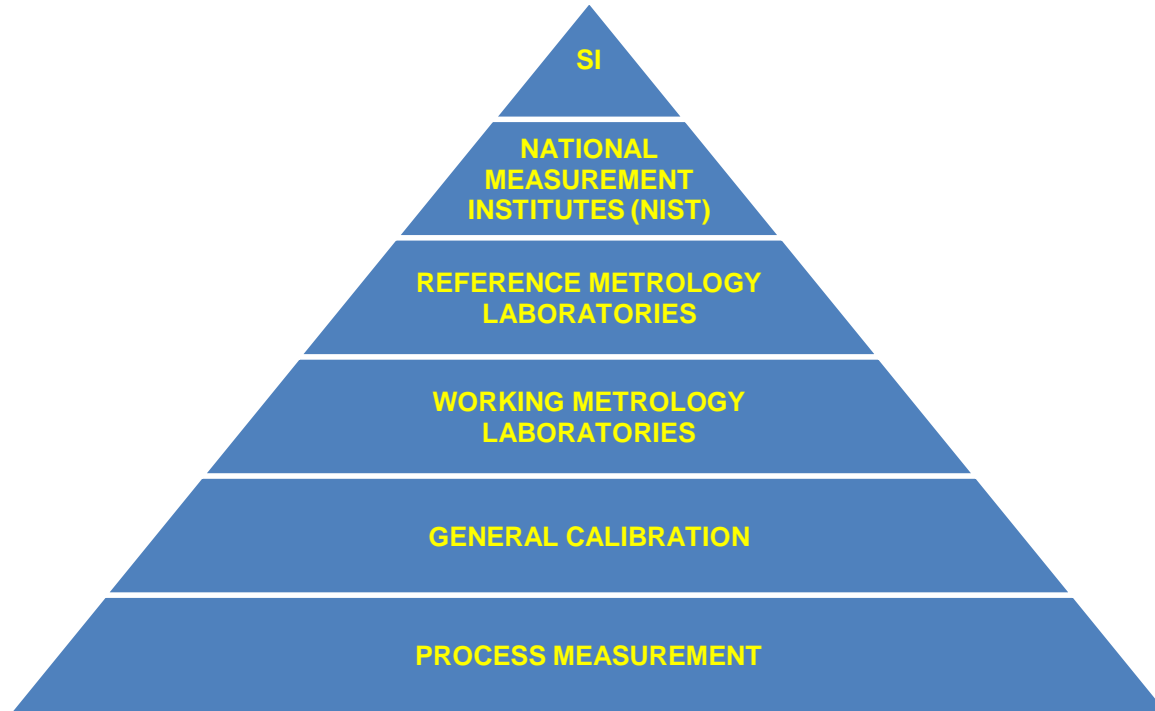 SI
NATIONAL
MEASUREMENT
INSTITUTES (NIST)
REFERENCE METROLOGY
LABORATORIES
WORKING METROLOGY
LABORATORIES
GENERAL CALIBRATION
PROCESS MEASUREMENT